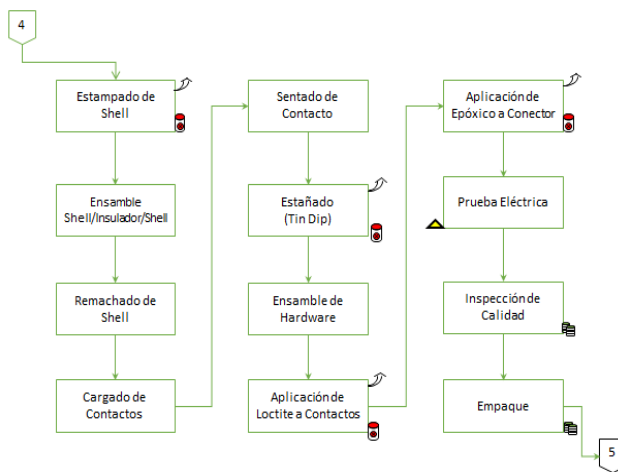 4
Estampado de
Shell
Ensamble
Shell/Insulador/Shell
Remachado de
Shell
Cargado de
Contactos
Sentado de
Contacto
Estañado
(Tin Dip)
Ensamble de
Hardware
Aplicación de
Loctite a Contactos
Aplicación de
Epóxico a Conector
Prueba Eléctrica
Inspección de
Calidad
Empaque
5